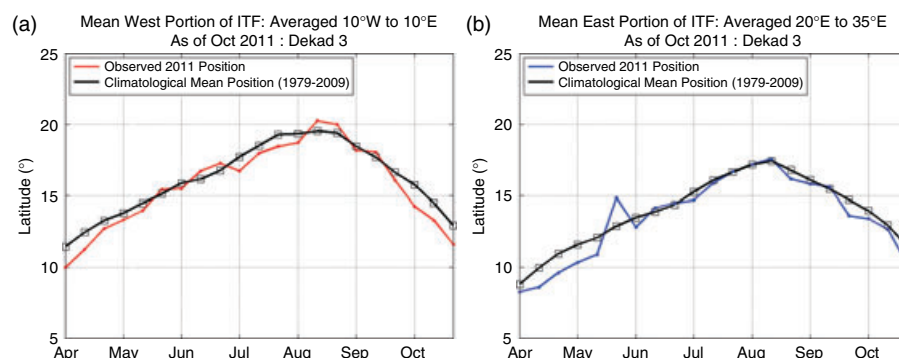 (a)
Mean West Portion of ITF: Averaged 10°W to 10°E
As of Oct 2011 : Dekad 3
25
20
15
10
5
Latitude (°)
Observed 2011 Position
Climatological Mean Position (1979-2009)
Apr May Jun Jul Aug Sep Oct
(b)
Mean East Portion of ITF: Averaged 20°E to 35°E
As of Oct 2011 : Dekad 3
25
20
15
10
5
Latitude (°)
Observed 2011 Position
Climatological Mean Position (1979-2009)
Apr May Jun Jul Aug Sep Oct